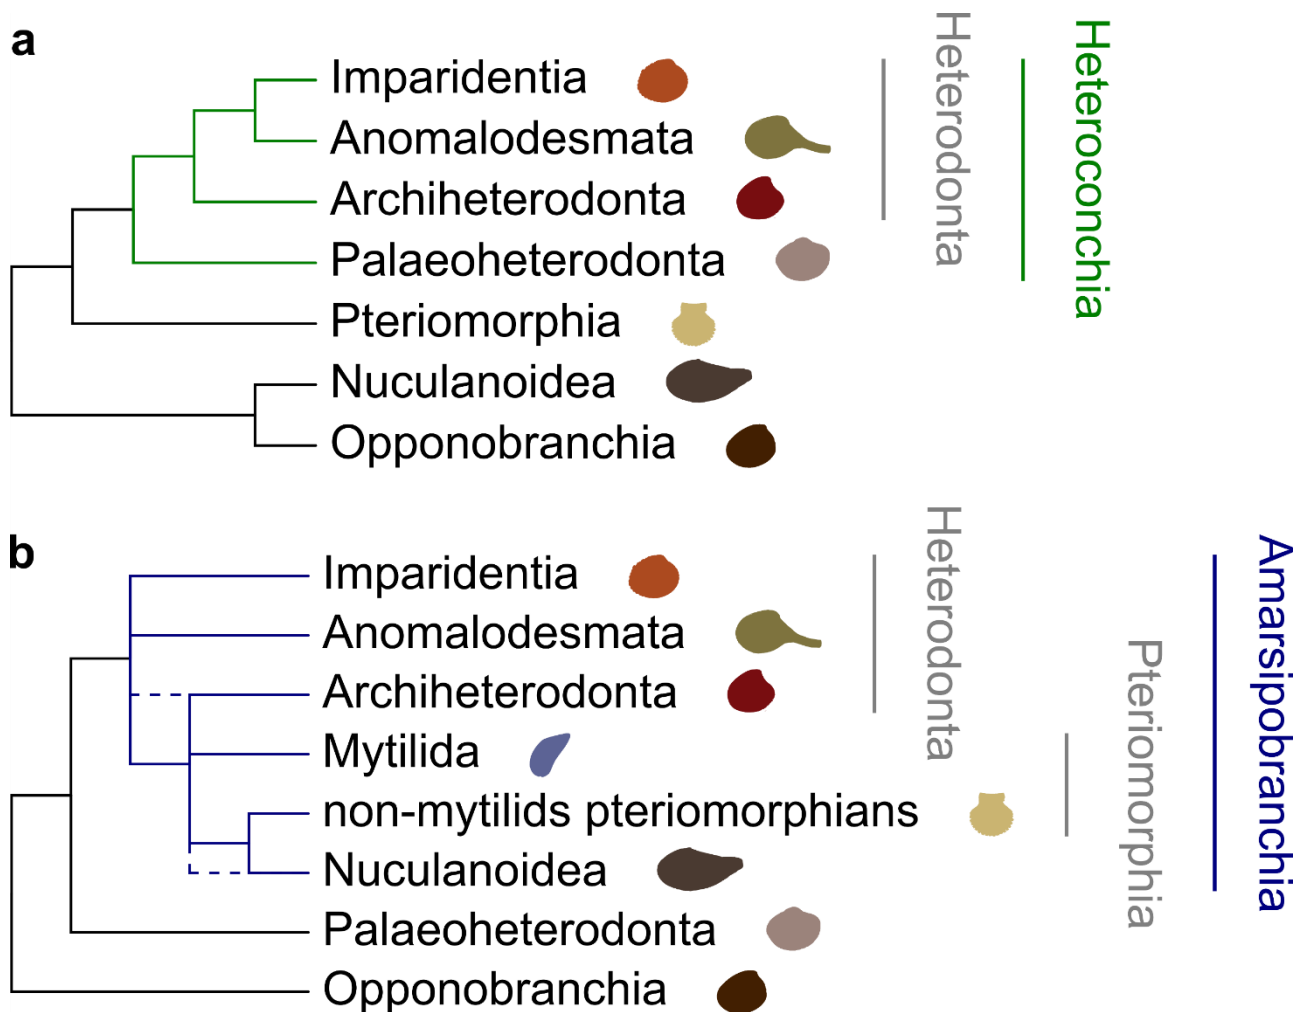 a
Imparidentia
Anomalodesmata
Archiheterodonta
Palaeoheterodonta
Pteriomorphia
Nuculanoidea
Opponobranchia
Heterodonta
Heteroconchia
b
Imparidentia
Anomalodesmata
Archiheterodonta
Mytilida
non-mytilids pteriomorphians
Nuculanoidea
Palaeoheterodonta
Opponobranchia
Heterodonta
Pteriomorphia
Amarsipobranchia